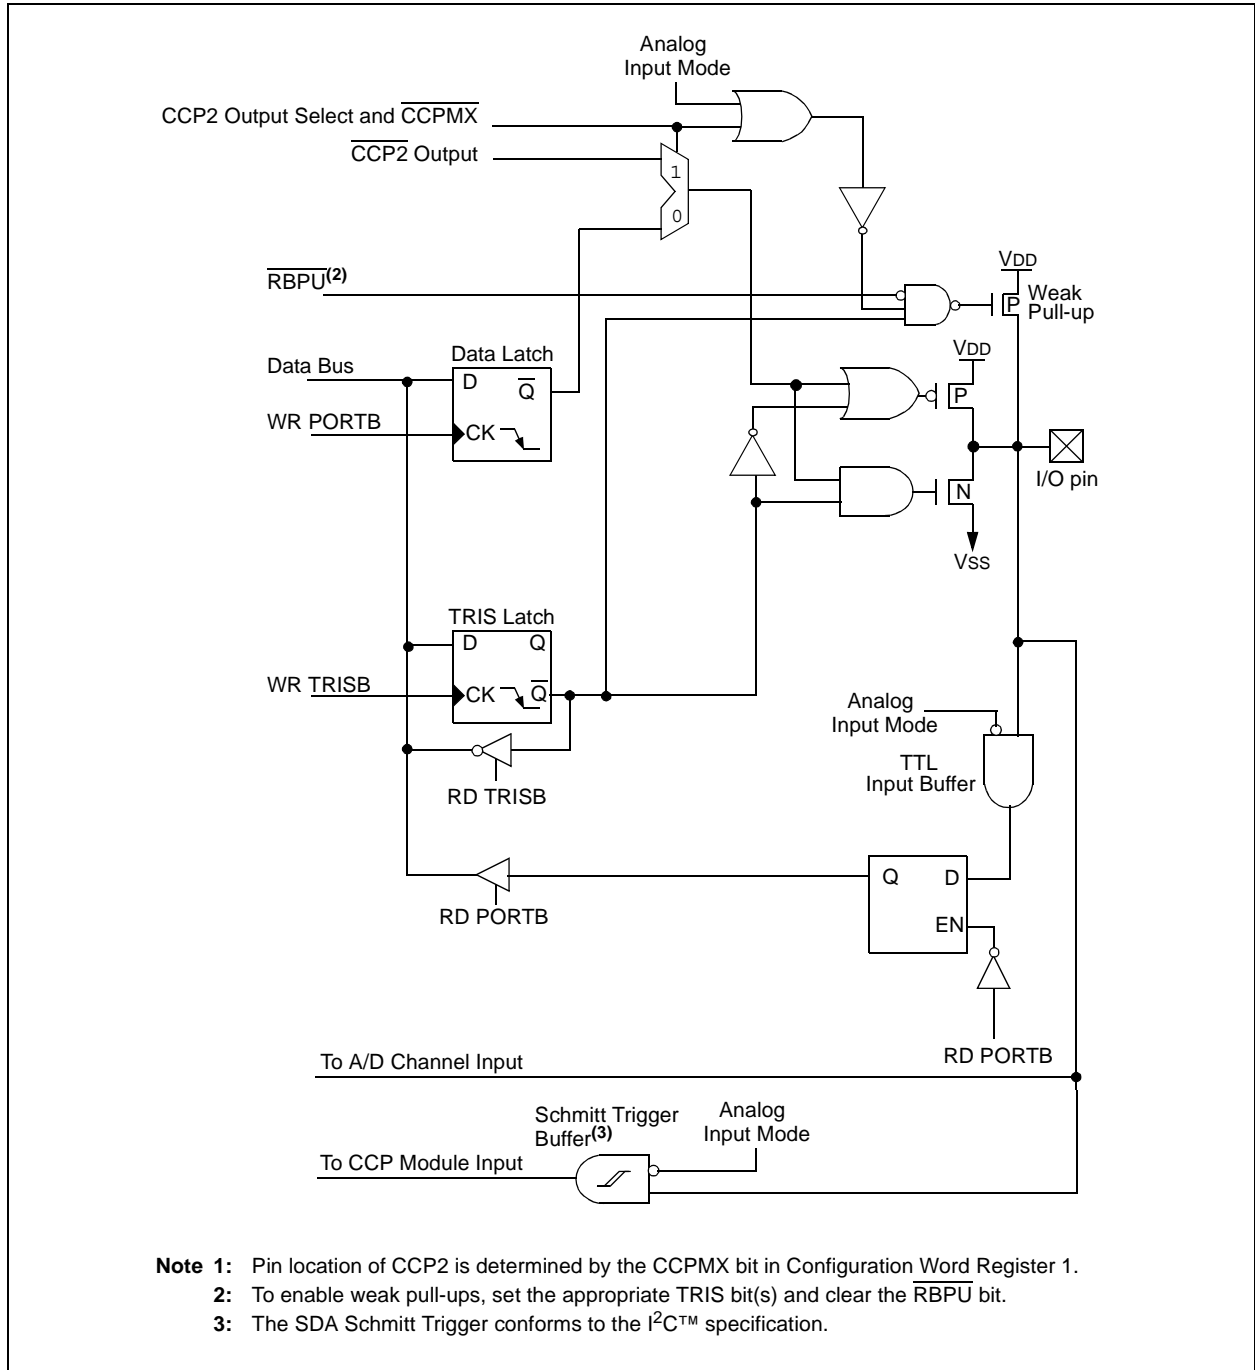 Analog
Input Mode
CCP2 Output Select and C̅C̅P̅M̅X̅
C̅C̅P̅2̅ Output
1
0
R̅B̅P̅U̅(2)
VDD
P
Weak
Pull-up
Data Bus
Data Latch
D
Q̅
WR PORTB
CK
VDD
P
N
I/O pin
VSS
TRIS Latch
D
Q
WR TRISB
CK
Q̅
RD TRISB
Analog
Input Mode
TTL
Input Buffer
RD PORTB
Q
D
EN
RD PORTB
To A/D Channel Input
Schmitt Trigger
Buffer(3)
Analog
Input Mode
To CCP Module Input
Note 1: Pin location of CCP2 is determined by the CCPMX bit in Configuration Word Register 1.
2: To enable weak pull-ups, set the appropriate TRIS bit(s) and clear the R̅B̅P̅U̅ bit.
3: The SDA Schmitt Trigger conforms to the I²C™ specification.